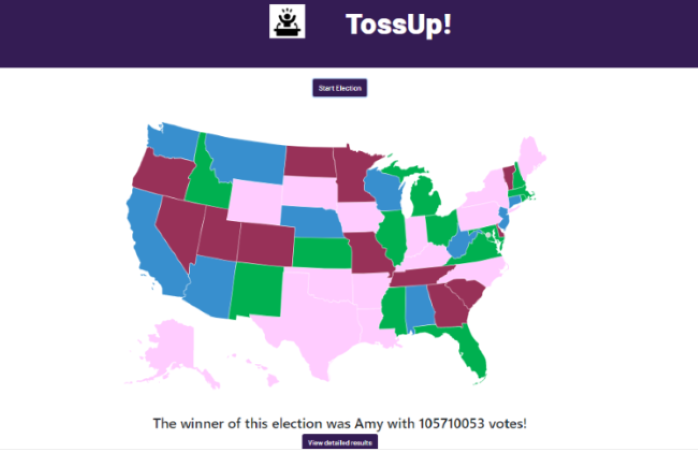 TossUp!
Start Election
The winner of this election was Amy with 105710053 votes!
View detailed results